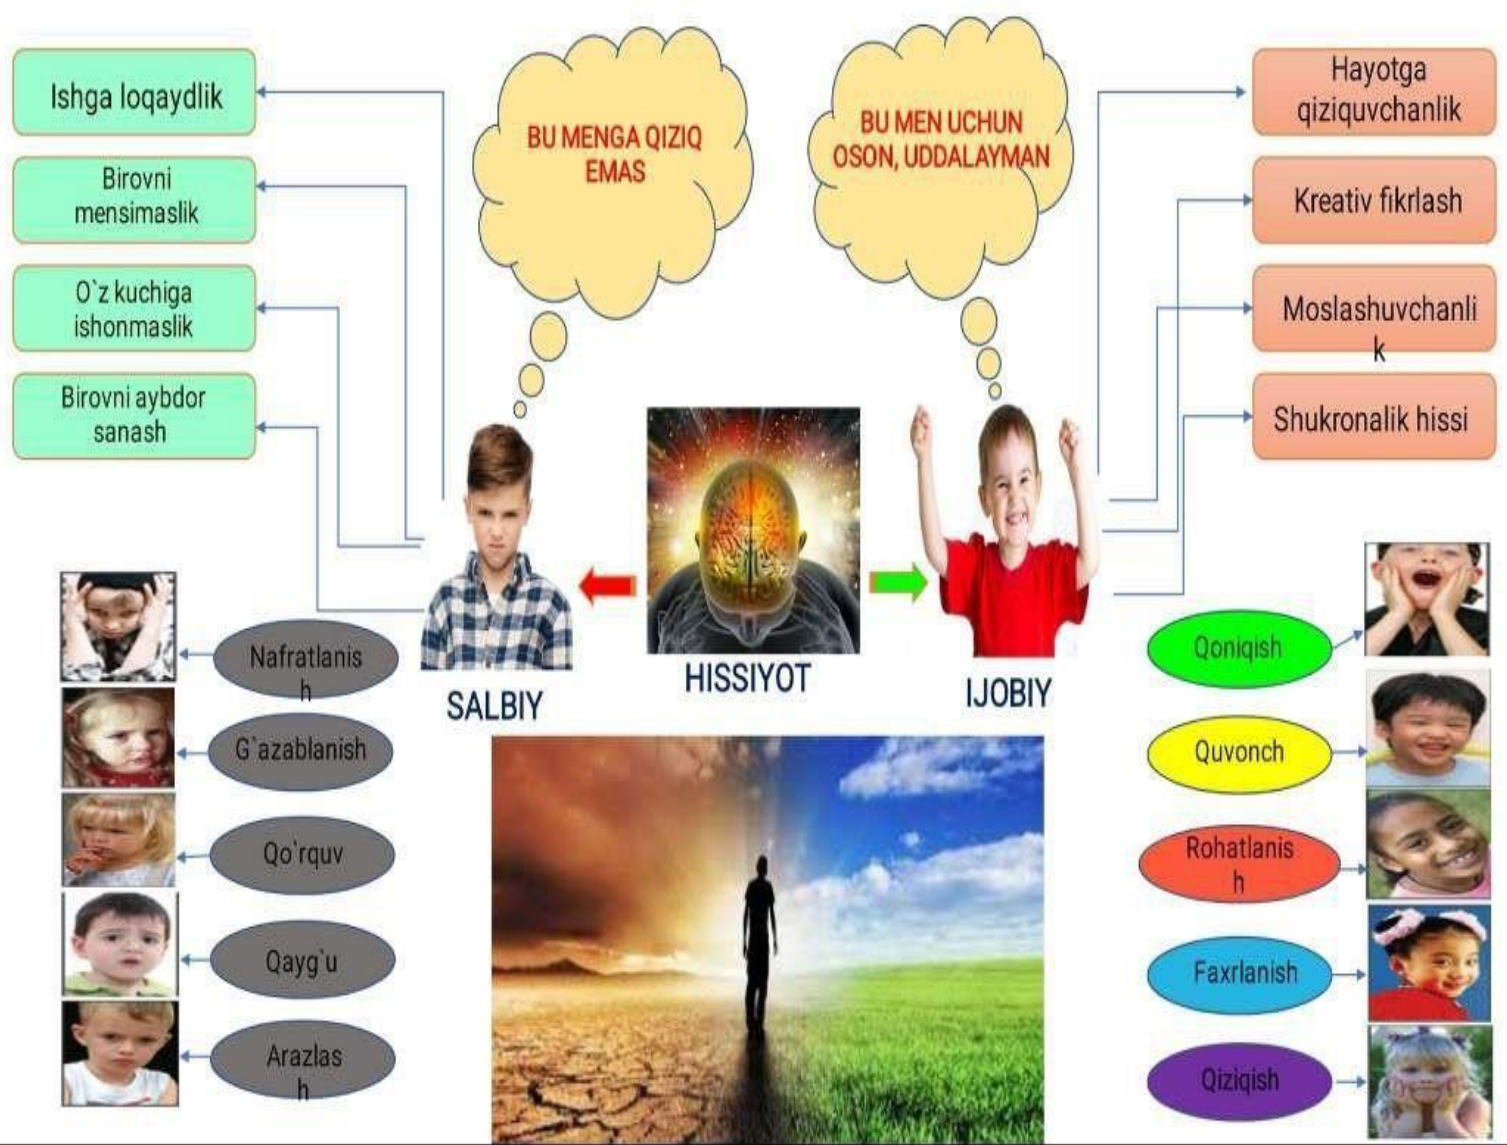 Ishga loqaydlik
Birovni
mensimaslik
O`z kuchiga
ishonmaslik
Birovni aybdor
sanash
BU MENGA QIZIQ
EMAS
BU MEN UCHUN
OSON, UDDALAYMAN
Hayotga
qiziquvchanlik
Kreativ fikrlash
Moslashuvchanli
k
Shukronalik hissi
SALBIY
HISSIYOT
IJOBIY
Nafratlanis
h
G`azablanish
Qo`rquv
Qayg`u
Arazlas
h
Qoniqish
Quvonch
Rohatlanis
h
Faxrlanish
Qiziqish